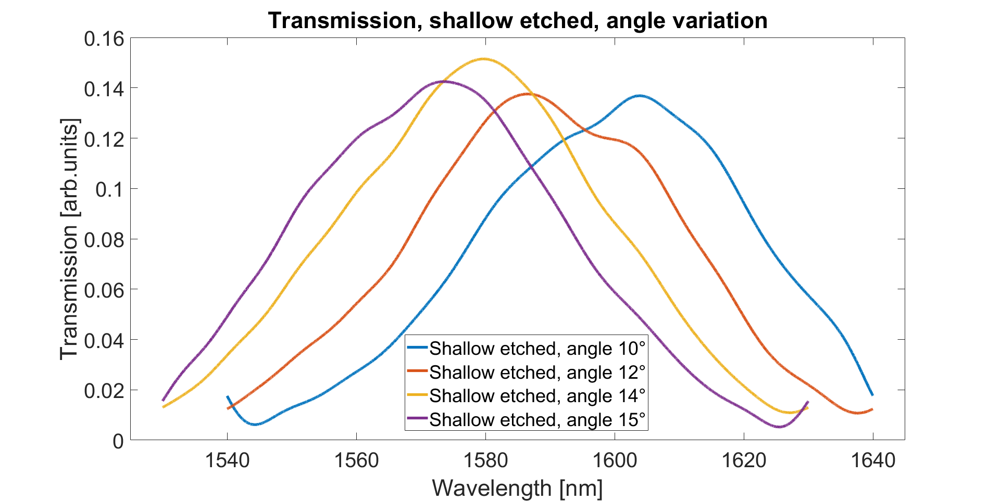 Transmission, shallow etched, angle variation
0.16
0.14
0.12
0.1
0.08
0.06
0.04
0.02
0
Transmission [arb.units]
Shallow etched, angle 10°
Shallow etched, angle 12°
Shallow etched, angle 14°
Shallow etched, angle 15°
1540 1560 1580 1600 1620 1640
Wavelength [nm]